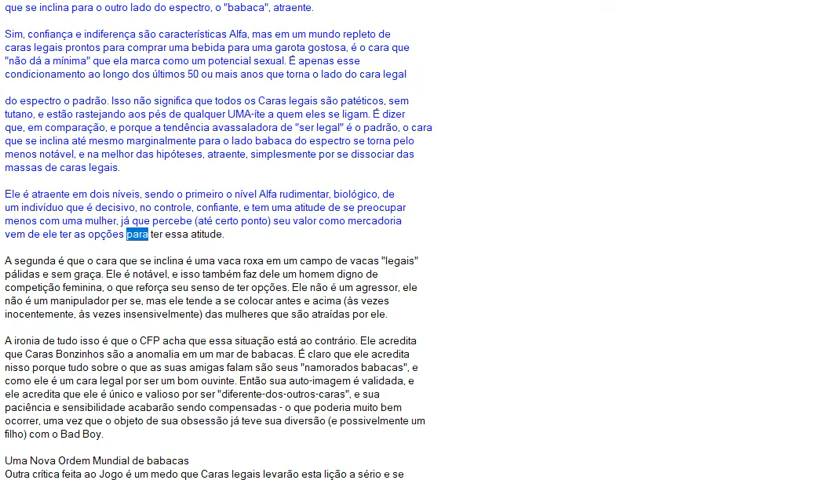 que se inclina para o outro lado do espectro, o "babaca", atraente.
Sim, confiança e indiferença são características Alfa, mas em um mundo repleto de
caras legais prontos para comprar uma bebida para uma garota gostosa, é o cara que
"não dá a mínima" que ela marca como um potencial sexual. É apenas esse
condicionamento ao longo dos últimos 50 ou mais anos que torna o lado do cara legal
do espectro o padrão. Isso não significa que todos os Caras legais são patéticos, sem
tutano, e estão rastejando aos pés de qualquer UMA-ite a quem eles se ligam. É dizer
que, em comparação, e porque a tendência avassaladora de "ser legal" é o padrão, o cara
que se inclina até mesmo marginalmente para o lado babaca do espectro se torna pelo
menos notável, e na melhor das hipóteses, atraente, simplesmente por se dissociar das
massas de caras legais.
Ele é atraente em dois níveis, sendo o primeiro o nível Alfa rudimentar, biológico, de
um indivíduo que é decisivo, no controle, confiante, e tem uma atitude de se preocupar
menos com uma mulher, já que percebe (até certo ponto) seu valor como mercadoria
vem de ele ter as opções para ter essa atitude.
A segunda é que o cara que se inclina é uma vaca roxa em um campo de vacas "legais"
pálidas e sem graça. Ele é notável, e isso também faz dele um homem digno de
competição feminina, o que reforça seu senso de ter opções. Ele não é um agressor, ele
não é um manipulador per se, mas ele tende a se colocar antes e acima (às vezes
inocentemente, às vezes insensivelmente) das mulheres que são atraídas por ele.
A ironia de tudo isso é que o CFP acha que essa situação está ao contrário. Ele acredita
que Caras Bonzinhos são a anomalia em um mar de babacas. É claro que ele acredita
nisso porque tudo sobre o que as suas amigas falam são seus "namorados babacas", e
como ele é um cara legal por ser um bom ouvinte. Então sua auto-imagem é validada, e
ele acredita que ele é único e valioso por ser "diferente-dos-outros-caras", e sua
paciência e sensibilidade acabarão sendo compensadas - o que poderia muito bem
ocorrer, uma vez que o objeto de sua obsessão já teve sua diversão (e possivelmente um
filho) com o Bad Boy.
Uma Nova Ordem Mundial de babacas
Outra crítica feita ao Jogo é um medo que Caras legais levarão esta lição a sério e se